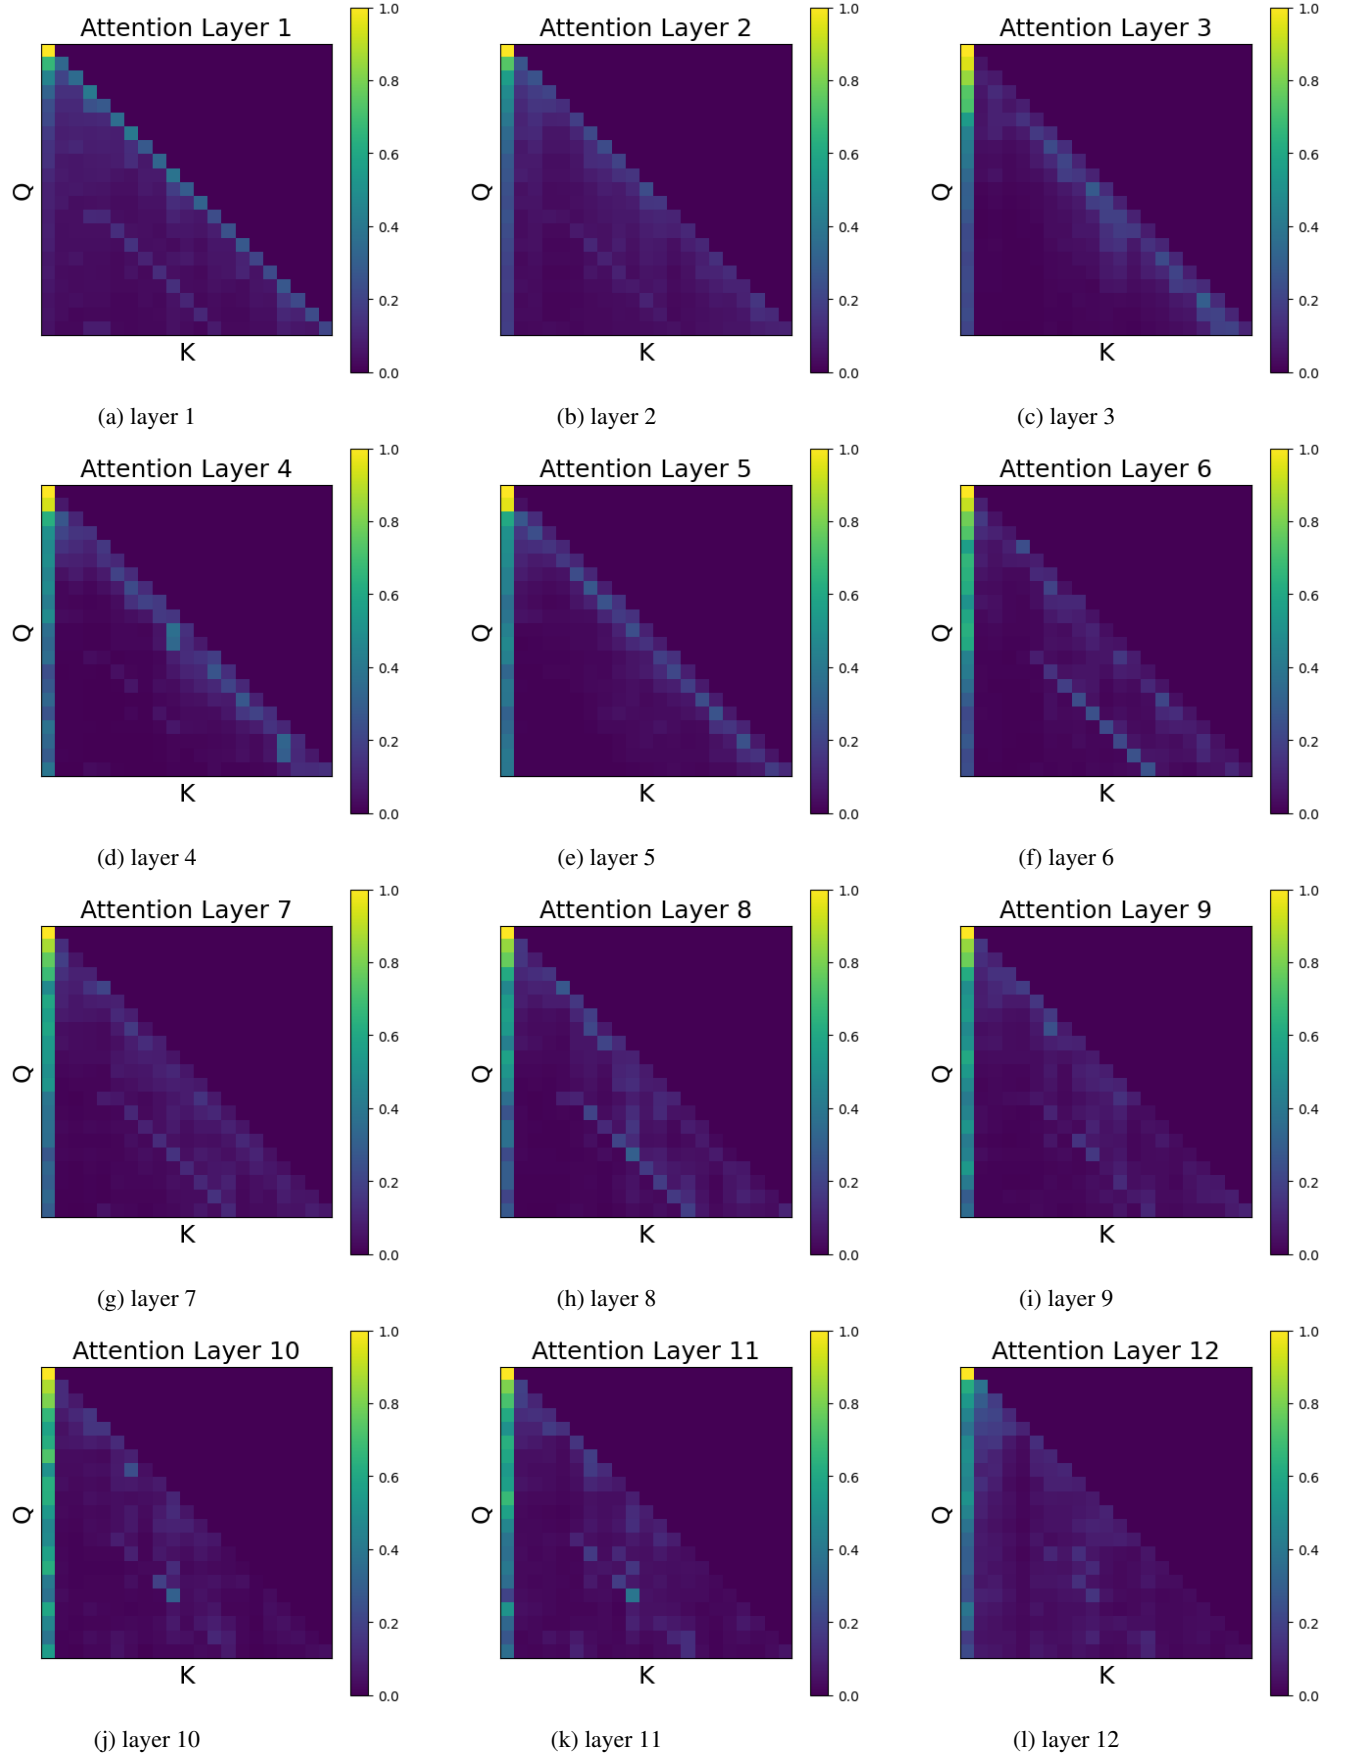 Attention Layer 1
Q
K
1.0
0.8
0.6
0.4
0.2
0.0
(a) layer 1
Attention Layer 2
Q
K
1.0
0.8
0.6
0.4
0.2
0.0
(b) layer 2
Attention Layer 3
Q
K
1.0
0.8
0.6
0.4
0.2
0.0
(c) layer 3
Attention Layer 4
Q
K
1.0
0.8
0.6
0.4
0.2
0.0
(d) layer 4
Attention Layer 5
Q
K
1.0
0.8
0.6
0.4
0.2
0.0
(e) layer 5
Attention Layer 6
Q
K
1.0
0.8
0.6
0.4
0.2
0.0
(f) layer 6
Attention Layer 7
Q
K
1.0
0.8
0.6
0.4
0.2
0.0
(g) layer 7
Attention Layer 8
Q
K
1.0
0.8
0.6
0.4
0.2
0.0
(h) layer 8
Attention Layer 9
Q
K
1.0
0.8
0.6
0.4
0.2
0.0
(i) layer 9
Attention Layer 10
Q
K
1.0
0.8
0.6
0.4
0.2
0.0
(j) layer 10
Attention Layer 11
Q
K
1.0
0.8
0.6
0.4
0.2
0.0
(k) layer 11
Attention Layer 12
Q
K
1.0
0.8
0.6
0.4
0.2
0.0
(l) layer 12